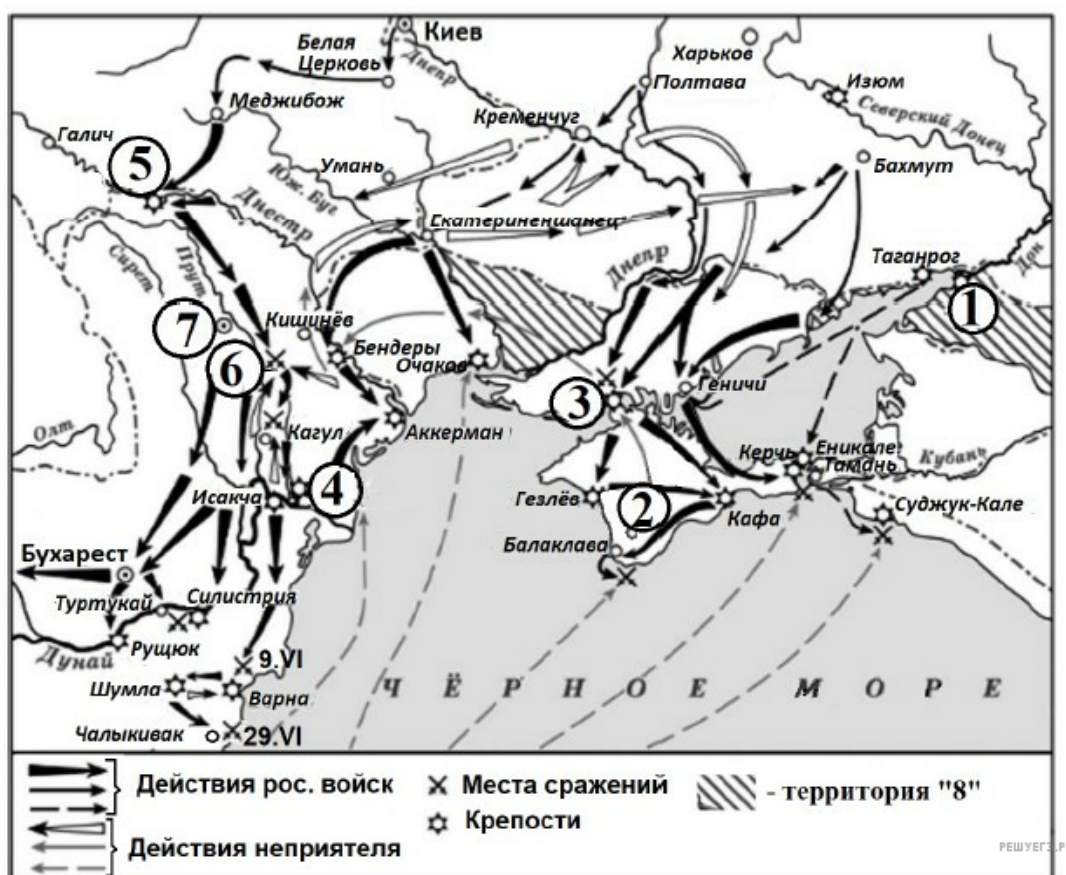 Киев
Белая
Церковь
Днепр
Харьков
Полтава
Изюм
Северский Донец
Меджибож
Галич
Кременчуг
5
Умань
Бахмут
Юж. Буг
Днестр
Екатериненшанец
Сирет
Прут
Днепр
Таганрог
Дон
1
7
Кишинёв
6
Бендеры
Очаков
Геничи
3
Олт
Кагул
Аккерман
Керчь
Еникале
Тамань
Кубань
Исакча
4
Гезлёв
2
Кафа
Суджук-Кале
Балаклава
Бухарест
Туртукай
Силистрия
Рущюк
Дунай
9.VI
Шумла
Варна
ЧЁРНОЕ МОРЕ
Чалыкивак
29.VI
Действия рос. войск
Места сражений
- территория "8"
Крепости
Действия неприятеля
РЕШУЕГЭ.Р